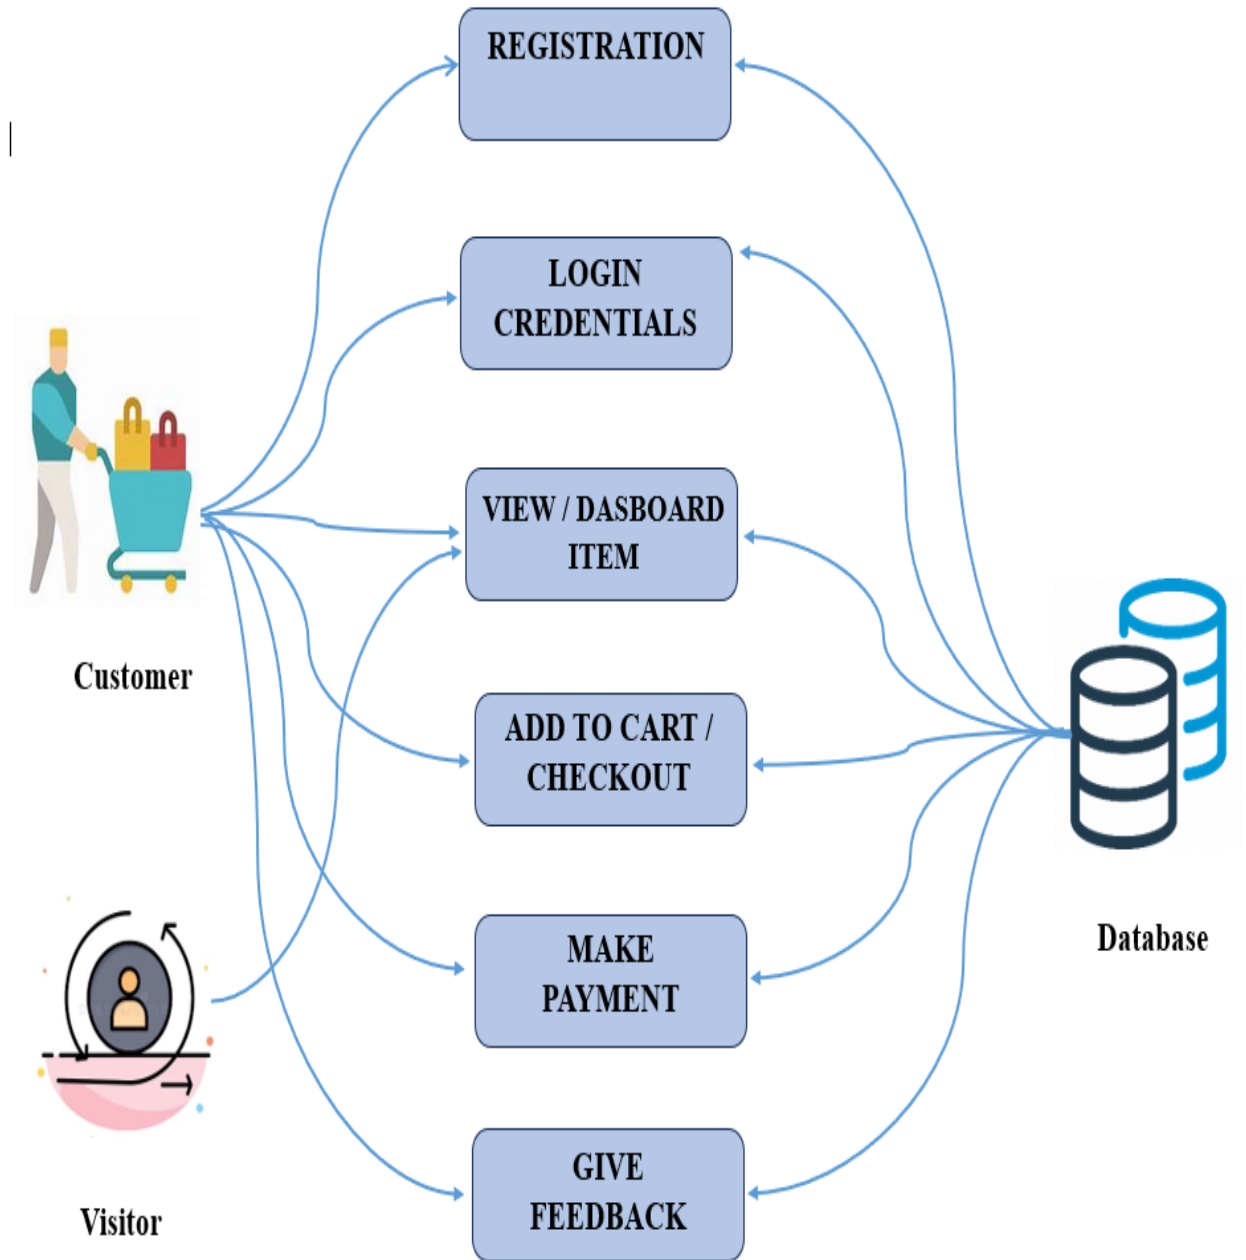 REGISTRATION
LOGIN
CREDENTIALS
VIEW / DASBOARD
ITEM
Customer
ADD TO CART /
CHECKOUT
Database
MAKE
PAYMENT
GIVE
FEEDBACK
Visitor